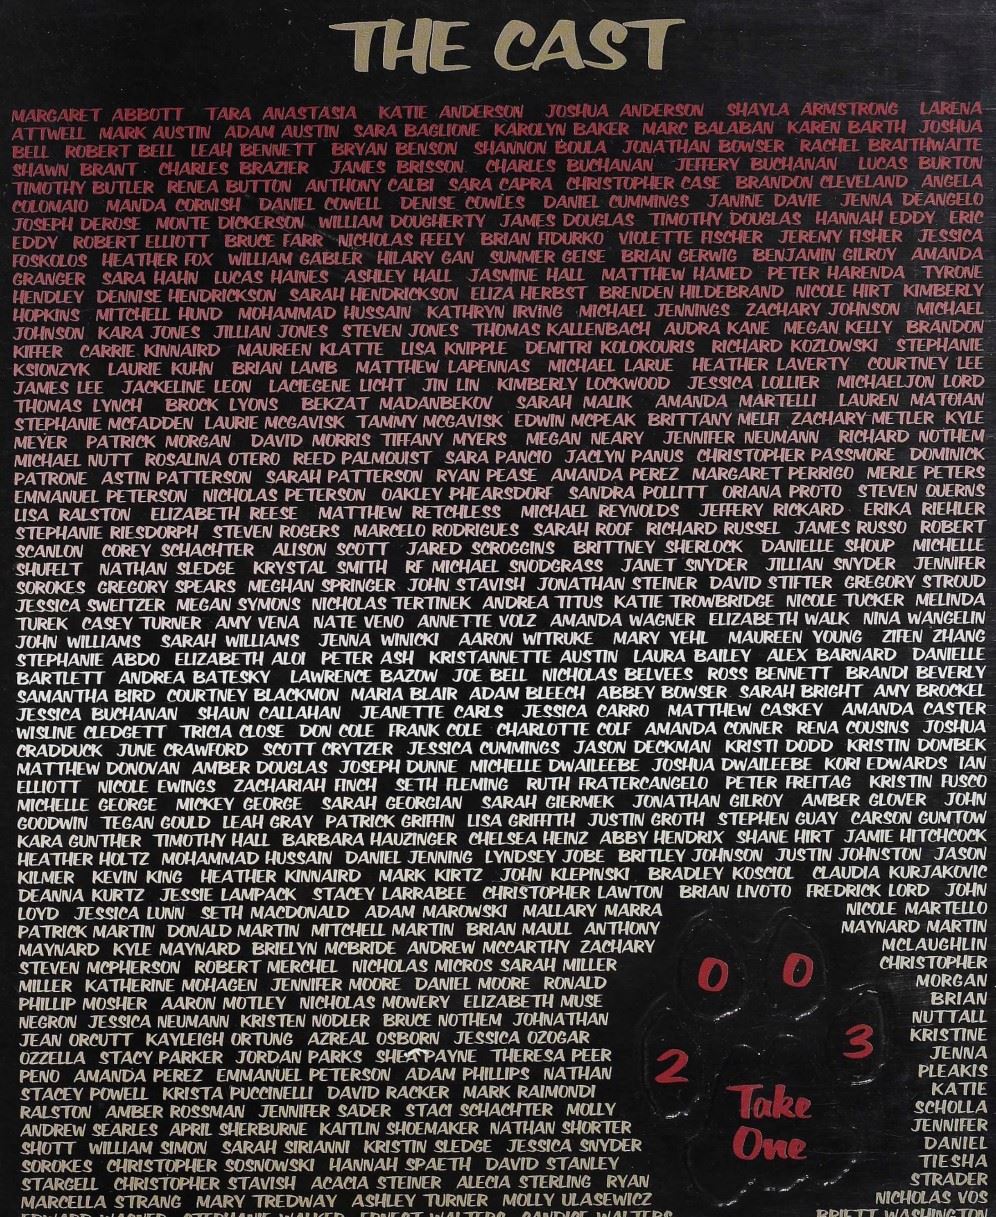 THE CAST
MARGARET ABBOTT TARA ANASTASIA KATIE ANDERSON JOSHUA ANDERSON SHAYLA ARMSTRONG LARENA
ATTWELL MARK AUSTIN ADAM AUSTIN SARA BAGLIONE KAROLYN BAKER MARC BALABAN KAREN BARTH JOSHUA
BELL ROBERT BELL LEAH BENNETT BRYAN BENSON SHANNON BOULA JONATHAN BOWSER RACHEL BRAITHWAITE
SHAWN BRANT CHARLES BRAZIER JAMES BRISSON CHARLES BUCHANAN JEFFERY BUCHANAN LUCAS BURTON
TIMOTHY BUTLER RENEA BUTTON ANTHONY CALBI SARA CAPRA CHRISTOPHER CASE BRANDON CLEVELAND ANGELA
COLOMAIO MANDA CORNISH DANIEL COWELL DENISE COWLES DANIEL CUMMINGS JANINE DAVIE JENNA DEANGELO
JOSEPH DEROSE MONTE DICKERSON WILLIAM DOUGHERTY JAMES DOUGLAS TIMOTHY DOUGLAS HANNAH EDDY ERIC
EDDY ROBERT ELLIOTT BRUCE FARR NICHOLAS FEELY BRIAN FIDURKO VIOLETTE FISCHER JEREMY FISHER JESSICA
FOSKOLOS HEATHER FOX WILLIAM GABLER HILARY GAN SUMMER GEISE BRIAN GERWIG BENJAMIN GILROY AMANDA
GRANGER SARA HAHN LUCAS HAINES ASHLEY HALL JASMINE HALL MATTHEW HAMED PETER HARENDA TYRONE
HENDLEY DENNISE HENDRICKSON SARAH HENDRICKSON ELIZA HERBST BRENDEN HILDEBRAND NICOLE HIRT KIMBERLY
HOPKINS MITCHELL HUND MOHAMMAD HUSSAIN KATHRYN IRVING MICHAEL JENNINGS ZACHARY JOHNSON MICHAEL
JOHNSON KARA JONES JILLIAN JONES STEVEN JONES THOMAS KALLENBACH AUDRA KANE MEGAN KELLY BRANDON
KIFFER CARRIE KINNAIRD MAUREEN KLATTE LISA KNIPPLE DEMITRI KOLOKOURIS RICHARD KOZLOWSKI STEPHANIE
KSIONZYK LAURIE KUHN BRIAN LAMB MATTHEW LAPENNAS MICHAEL LARUE HEATHER LAVERTY COURTNEY LEE
JAMES LEE JACKELINE LEON LACIEGENE LICHT JIN LIN KIMBERLY LOCKWOOD JESSICA LOLLIER MICHAELJON LORD
THOMAS LYNCH BROCK LYONS BEKZAT MADANBEKOV SARAH MALIK AMANDA MARTELLI LAUREN MATOIAN
STEPHANIE MCFADDEN LAURIE MCGAVISK TAMMY MCGAVISK EDWIN MCPEAK BRITTANY MELFI ZACHARY METLER KYLE
MEYER PATRICK MORGAN DAVID MORRIS TIFFANY MYERS MEGAN NEARY JENNIFER NEUMANN RICHARD NOTHEM
MICHAEL NUTT ROSALINA OTERO REED PALMQUIST SARA PANCIO JACLYN PANUS CHRISTOPHER PASSMORE DOMINICK
PATRONE ASTIN PATTERSON SARAH PATTERSON RYAN PEASE AMANDA PEREZ MARGARET PERRIGO MERLE PETERS
EMMANUEL PETERSON NICHOLAS PETERSON OAKLEY PHEARSDORF SANDRA POLLITT ORIANA PROTO STEVEN QUERNS
LISA RALSTON ELIZABETH REESE MATTHEW RETCHLESS MICHAEL REYNOLDS JEFFERY RICKARD ERIKA RIEHLER
STEPHANIE RIESDORPH STEVEN ROGERS MARCELO RODRIGUES SARAH ROOF RICHARD RUSSEL JAMES RUSSO ROBERT
SCANLON COREY SCHACHTER ALISON SCOTT JARED SCROGGINS BRITTNEY SHERLOCK DANIELLE SHOUP MICHELLE
SHUFELT NATHAN SLEDGE KRYSTAL SMITH RF MICHAEL SNODGRASS JANET SNYDER JILLIAN SNYDER JENNIFER
SOROKES GREGORY SPEARS MEGHAN SPRINGER JOHN STAVISH JONATHAN STEINER DAVID STIFTER GREGORY STROUD
JESSICA SWEITZER MEGAN SYMONS NICHOLAS TERTINEK ANDREA TITUS KATIE TROWBRIDGE NICOLE TUCKER MELINDA
TUREK CASEY TURNER AMY VENA NATE VENO ANNETTE VOLZ AMANDA WAGNER ELIZABETH WALK NINA WANGELIN
JOHN WILLIAMS SARAH WILLIAMS JENNA WINICKI AARON WITRUKE MARY YEHL MAUREEN YOUNG ZIFEN ZHANG
STEPHANIE ABDO ELIZABETH ALOI PETER ASH KRISTANNETTE AUSTIN LAURA BAILEY ALEX BARNARD DANIELLE
BARTLETT ANDREA BATESKY LAWRENCE BAZOW JOE BELL NICHOLAS BELVEES ROSS BENNETT BRANDI BEVERLY
SAMANTHA BIRD COURTNEY BLACKMON MARIA BLAIR ADAM BLEECH ABBEY BOWSER SARAH BRIGHT AMY BROCKEL
JESSICA BUCHANAN SHAUN CALLAHAN JEANETTE CARLS JESSICA CARRO MATTHEW CASKEY AMANDA CASTER
WISLINE CLEDGETT TRICIA CLOSE DON COLE FRANK COLE CHARLOTTE COLF AMANDA CONNER RENA COUSINS JOSHUA
CRADDUCK JUNE CRAWFORD SCOTT CRYTZER JESSICA CUMMINGS JASON DECKMAN KRISTI DODD KRISTIN DOMBEK
MATTHEW DONOVAN AMBER DOUGLAS JOSEPH DUNNE MICHELLE DWAILEEBE JOSHUA DWAILEEBE KORI EDWARDS IAN
ELLIOTT NICOLE EWINGS ZACHARIAH FINCH SETH FLEMING RUTH FRATERCANGELO PETER FREITAG KRISTIN FUSCO
MICHELLE GEORGE MICKEY GEORGE SARAH GEORGIAN SARAH GIERMEK JONATHAN GILROY AMBER GLOVER JOHN
GOODWIN TEGAN GOULD LEAH GRAY PATRICK GRIFFIN LISA GRIFFITH JUSTIN GROTH STEPHEN GUAY CARSON GUMTOW
KARA GUNTHER TIMOTHY HALL BARBARA HAUZINGER CHELSEA HEINZ ABBY HENDRIX SHANE HIRT JAMIE HITCHCOCK
HEATHER HOLTZ MOHAMMAD HUSSAIN DANIEL JENNING LYNDSEY JOBE BRITLEY JOHNSON JUSTIN JOHNSTON JASON
KILMER KEVIN KING HEATHER KINNAIRD MARK KIRTZ JOHN KLEPINSKI BRADLEY KOSCIOL CLAUDIA KURJAKOVIC
DEANNA KURTZ JESSIE LAMPACK STACEY LARRABEE CHRISTOPHER LAWTON BRIAN LIVOTO FREDRICK LORD JOHN
LOYD JESSICA LUNN SETH MACDONALD ADAM MAROWSKI MALLARY MARRA NICOLE MARTELLO
PATRICK MARTIN DONALD MARTIN MITCHELL MARTIN BRIAN MAULL ANTHONY MAYNARD MARTIN
MAYNARD KYLE MAYNARD BRIELYN MCBRIDE ANDREW MCCARTHY ZACHARY MCLAUGHLIN
STEVEN MCPHERSON ROBERT MERCHEL NICHOLAS MICROS SARAH MILLER CHRISTOPHER
MILLER KATHERINE MOHAGEN JENNIFER MOORE DANIEL MOORE RONALD MORGAN
PHILLIP MOSHER AARON MOTLEY NICHOLAS MOWERY ELIZABETH MUSE BRIAN
NEGRON JESSICA NEUMANN KRISTEN NODLER BRUCE NOTHEM JOHNATHAN NUTTALL
JEAN ORCUTT KAYLEIGH ORTUNG AZREAL OSBORN JESSICA OZOGAR KRISTINE
OZZELLA STACY PARKER JORDAN PARKS PAYNE THERESA PEER JENNA
PENO AMANDA PEREZ EMMANUEL PETERSON ADAM PHILLIPS NATHAN PLEAKIS
STACEY POWELL KRISTA PUCCINELLI DAVID RACKER MARK RAIMONDI KATIE
RALSTON AMBER ROSSMAN JENNIFER SADER STACI SCHACHTER MOLLY SCHOLLA
ANDREW SEARLES APRIL SHERBURNE KAITLIN SHOEMAKER NATHAN SHORTER JENNIFER
SHOTT WILLIAM SIMON SARAH SIRIANNI KRISTIN SLEDGE JESSICA SNYDER DANIEL
SOROKES CHRISTOPHER SOSNOWSKI HANNAH SPAETH DAVID STANLEY TIESHA
STARGELL CHRISTOPHER STAVISH ACACIA STEINER ALECIA STERLING RYAN STRADER
MARCELLA STRANG MARY TREDWAY ASHLEY TURNER MOLLY ULASEWICZ NICHOLAS VOS
EDWARD WAGNER STEPHANIE WALKER ERNEST WALTERS CANDICE WALTERS BRIETT WASHINGTON
0 0
2 3
Take
One